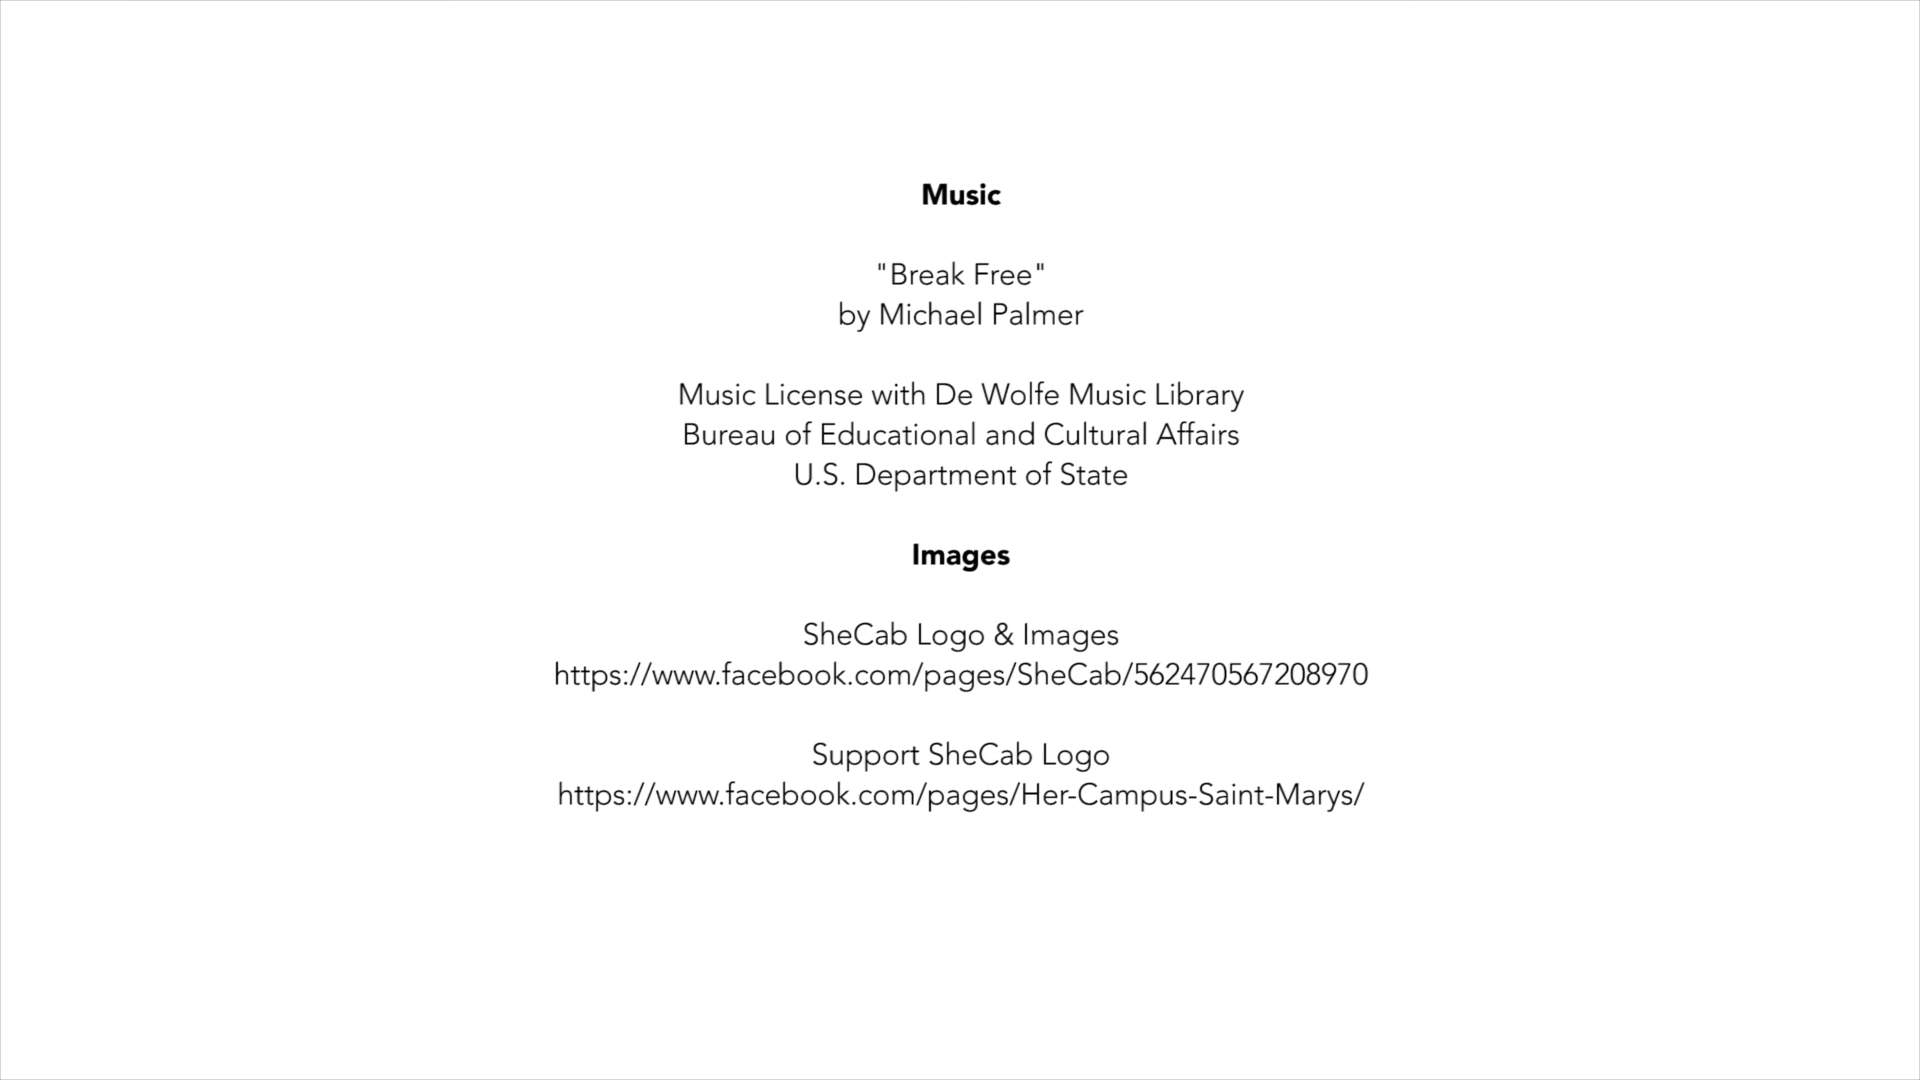 Music
"Break Free"
by Michael Palmer
Music License with De Wolfe Music Library
Bureau of Educational and Cultural Affairs
U.S. Department of State
Images
SheCab Logo & Images
https://www.facebook.com/pages/SheCab/562470567208970
Support SheCab Logo
https://www.facebook.com/pages/Her-Campus-Saint-Marys/